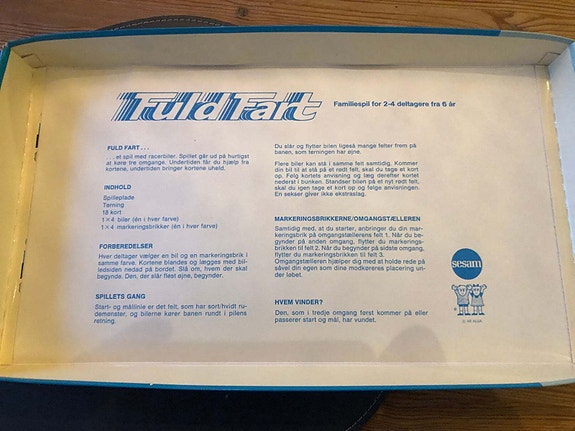 Fuld Fart
Familiespil for 2-4 deltagere fra 6 år
FULD FART . . .
. . . et spil med racerbiler. Spillet går ud på hurtigst
at køre tre omgange. Undertiden får du hjælp fra
kortene, undertiden bringer kortene uheld.
INDHOLD
Spilleplade
Terning
18 kort
1 × 4 biler (én i hver farve)
1 × 4 markeringsbrikker (én i hver farve)
FORBEREDELSER
Hver deltager vælger en bil og en markeringsbrik i
samme farve. Kortene blandes og lægges med bil-
ledsiden nedad på bordet. Slå om, hvem der skal
begynde. Den, der slår flest øjne, begynder.
SPILLETS GANG
Start- og mållinie er det felt, som har sort/hvidt ru-
demønster, og bilerne kører banen rundt i pilens
retning.
Du slår og flytter bilen ligeså mange felter frem på
banen, som terningen har øjne.
Flere biler kan stå i samme felt samtidig. Kommer
din bil til at stå på et rødt felt, skal du tage et kort
op. Følg kortets anvisning og læg derefter kortet
nederst i bunken. Standser bilen på et nyt rødt felt,
skal du igen tage et kort op og følge anvisningen.
En sekser giver ikke ekstraslag.
MARKERINGSBRIKKERNE/OMGANGSTÆLLEREN
Samtidig med, at du starter, anbringer du din mar-
keringsbrik på omgangstællerens felt 1. Når du be-
gynder på anden omgang, flytter du markerings-
brikken til felt 2. Når du begynder på sidste omgang,
flytter du markeringsbrikken til felt 3.
Omgangstælleren hjælper dig med at holde rede på
såvel din egen som dine modkøreres placering un-
der løbet.
HVEM VINDER?
Den, som i tredje omgang først kommer på eller
passerer start og mål, har vundet.
sesam